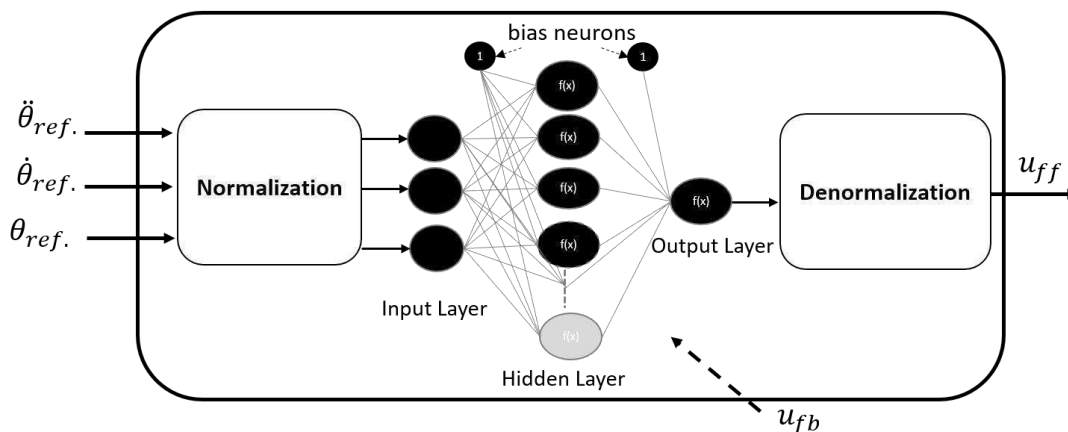 bias neurons
1
1
f(x)
θ̈ref.
f(x)
θ̇ref.
Normalization
f(x)
f(x)
Denormalization
uff
θref.
f(x)
Output Layer
Input Layer
f(x)
Hidden Layer
ufb